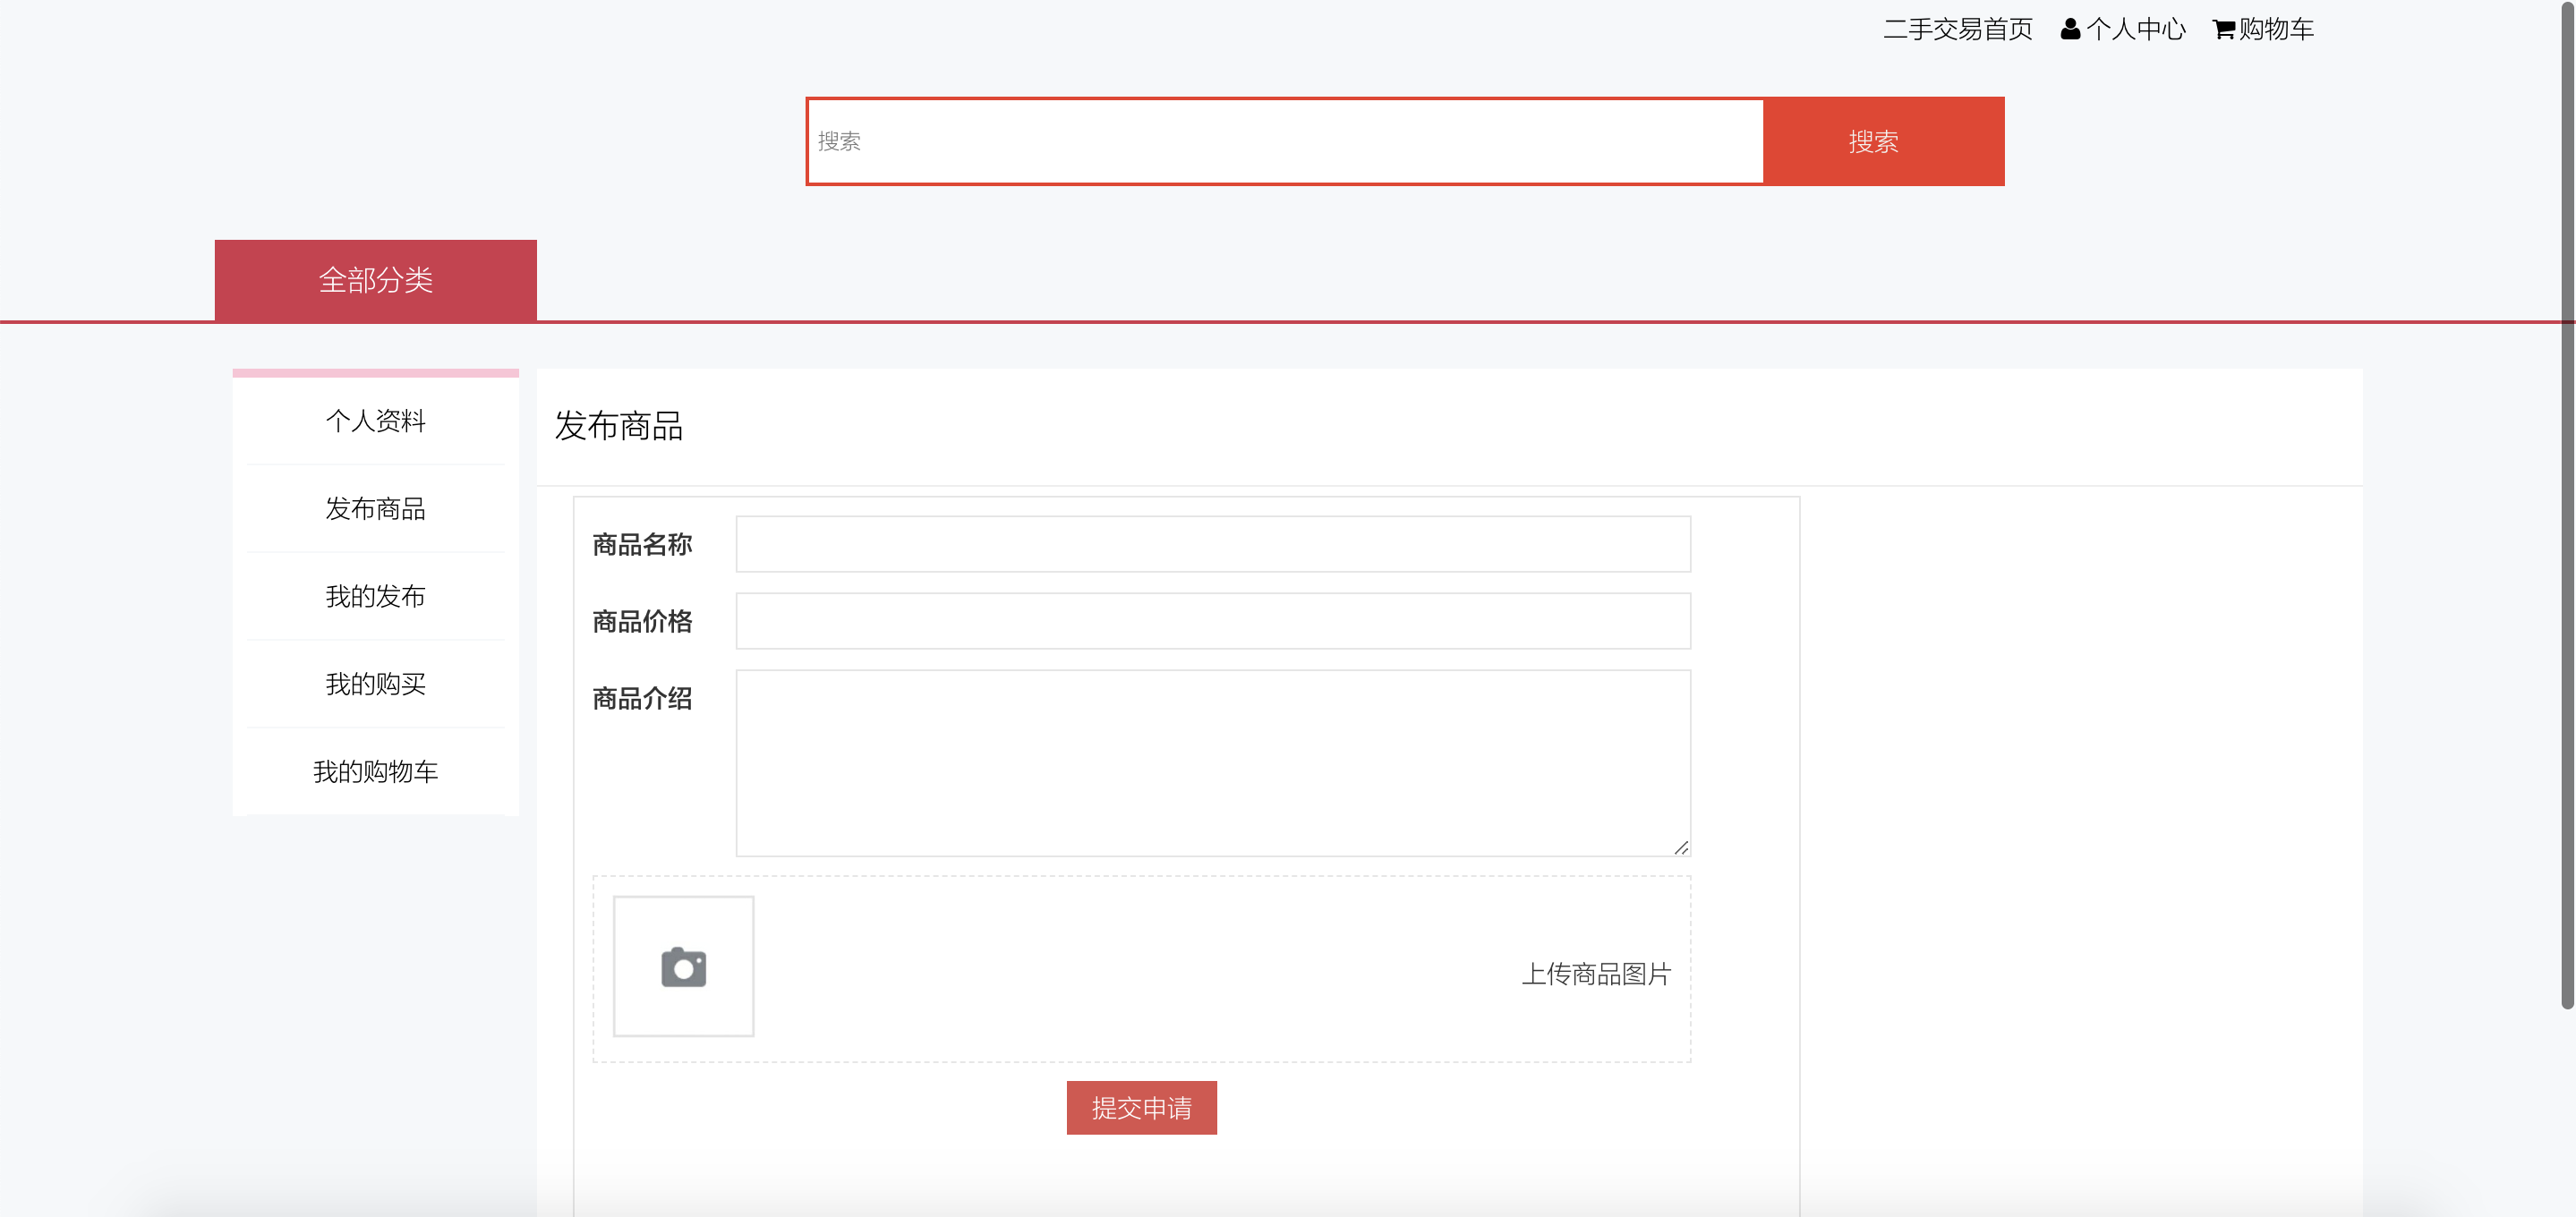 二手交易首页 个人中心 购物车
搜索 搜索
全部分类
个人资料
发布商品
我的发布
我的购买
我的购物车
发布商品
商品名称
商品价格
商品介绍
上传商品图片
提交申请